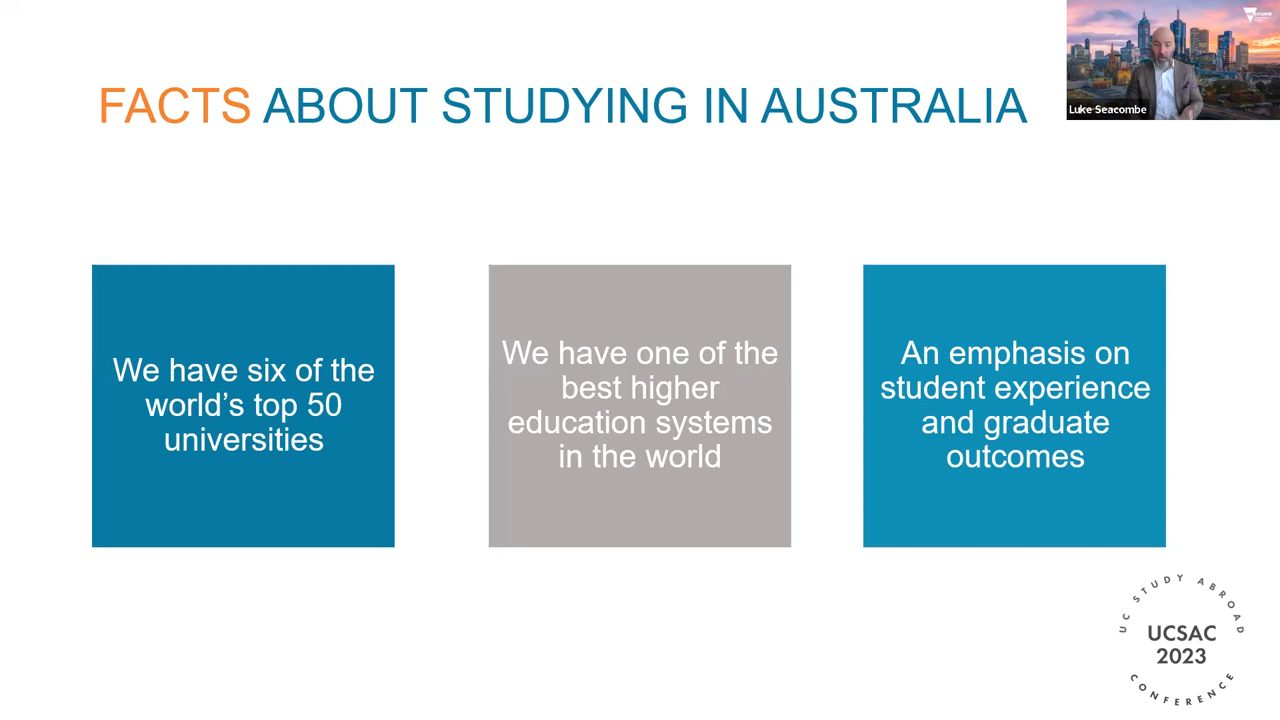 FACTS ABOUT STUDYING IN AUSTRALIA
Luke Seacombe
We have six of the
world's top 50
universities
We have one of the
best higher
education systems
in the world
An emphasis on
student experience
and graduate
outcomes
UC STUDY ABROAD
UCSAC
2023
CONFERENCE